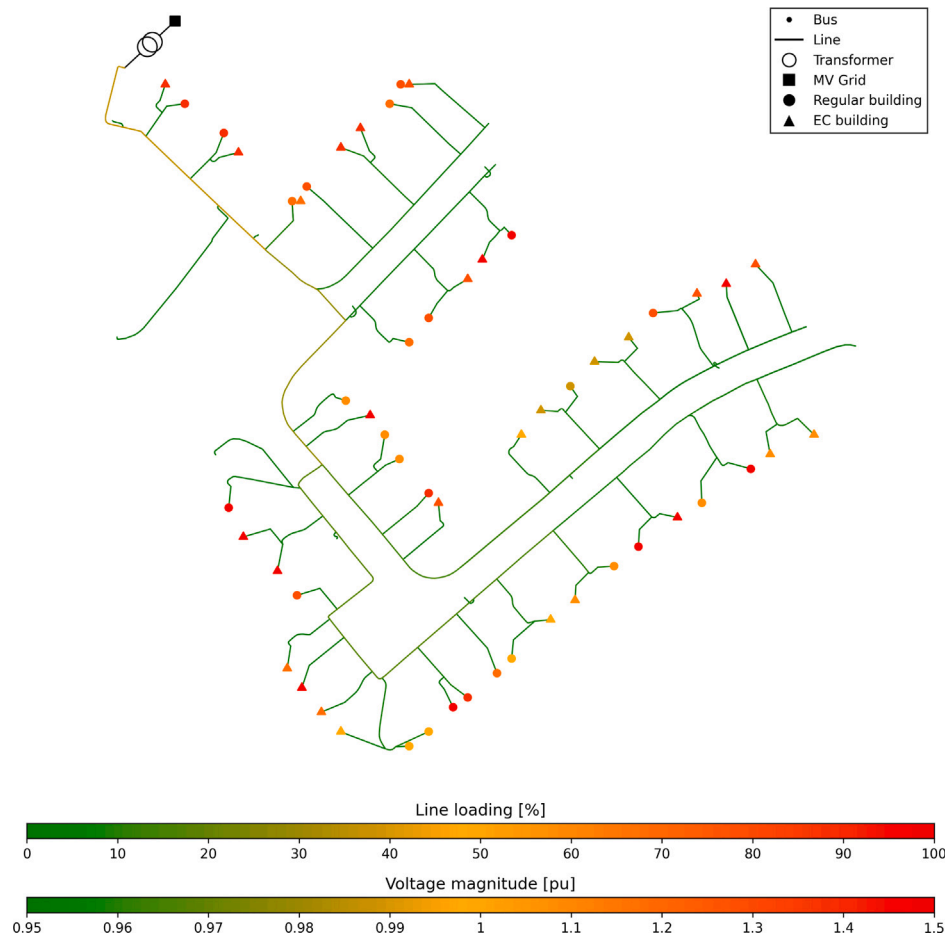 Bus
Line
Transformer
MV Grid
Regular building
EC building
Line loading [%]
0 10 20 30 40 50 60 70 80 90 100
Voltage magnitude [pu]
0.95 0.96 0.97 0.98 0.99 1 1.1 1.2 1.3 1.4 1.5